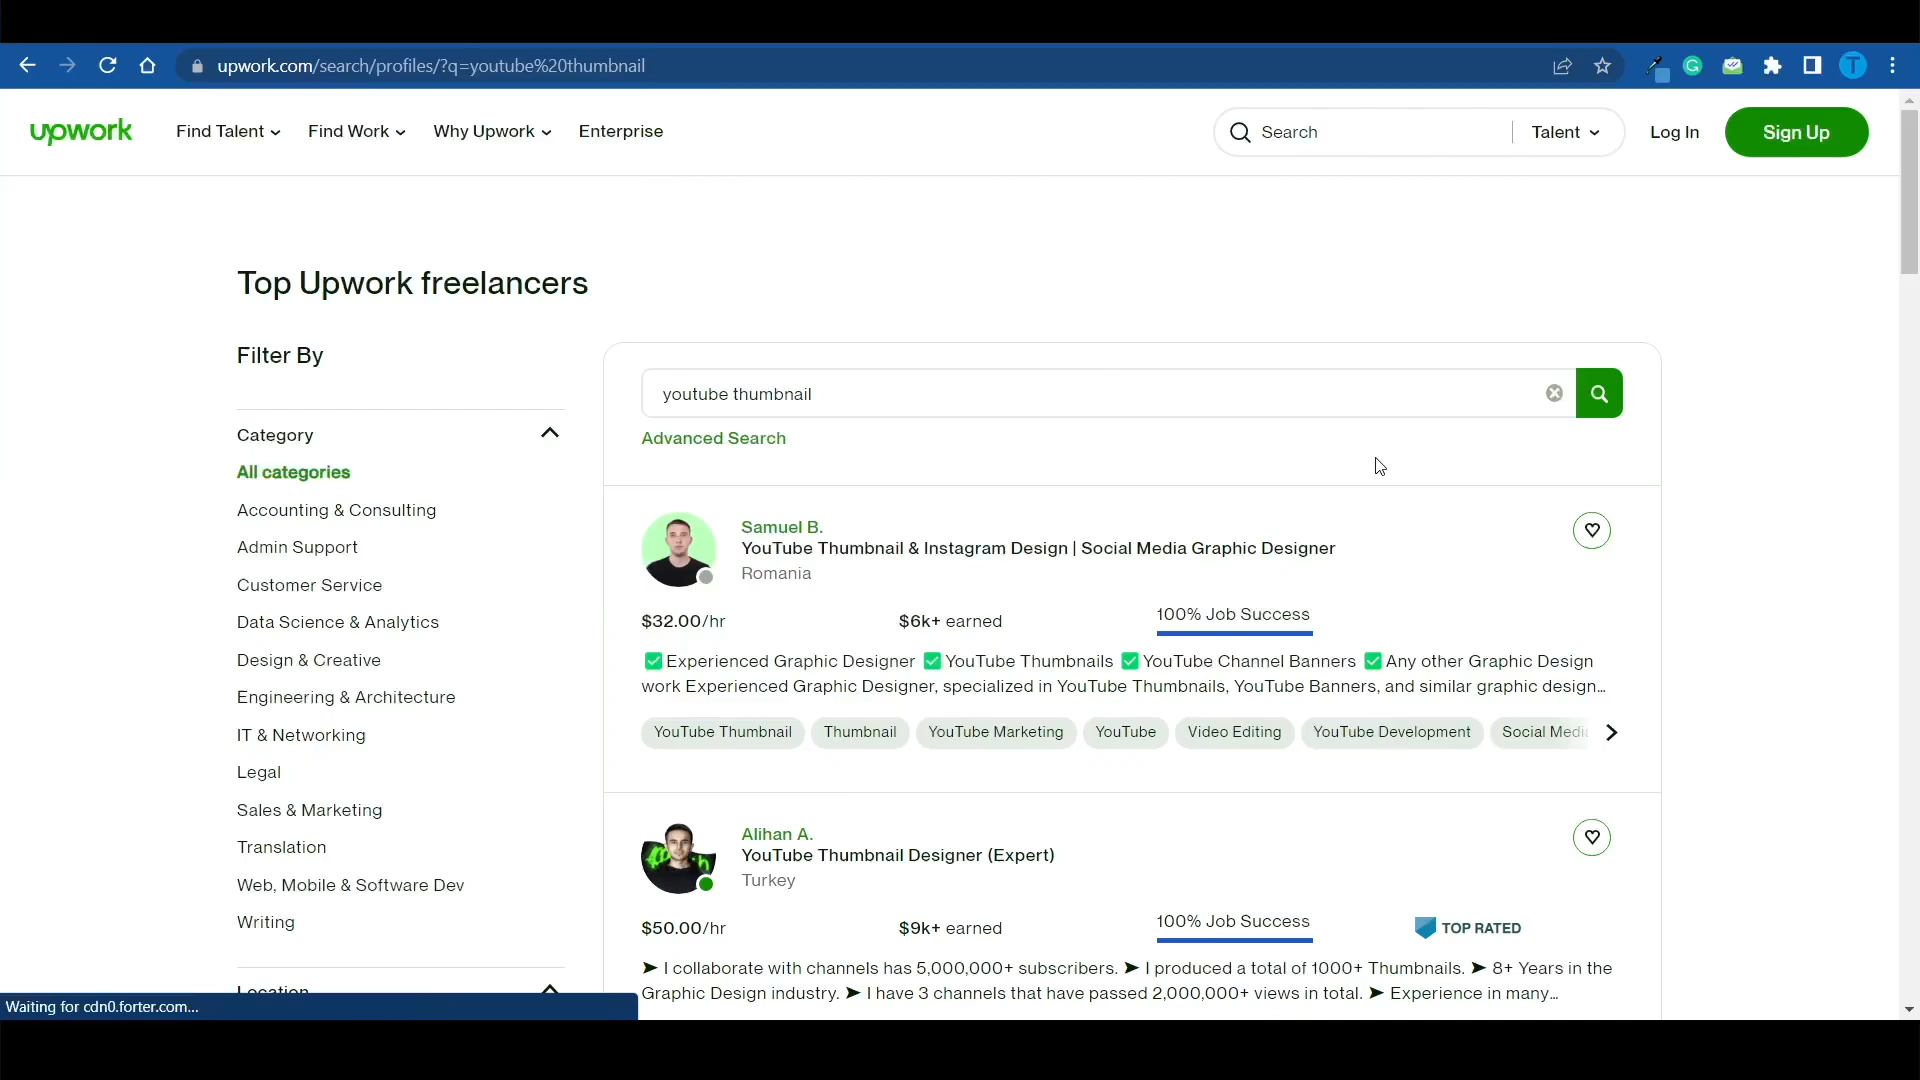 upwork.com/search/profiles/?q=youtube%20thumbnail
T
upwork
Find Talent
Find Work
Why Upwork
Enterprise
Search
Talent
Log In
Sign Up
Top Upwork freelancers
Filter By
Category
All categories
Accounting & Consulting
Admin Support
Customer Service
Data Science & Analytics
Design & Creative
Engineering & Architecture
IT & Networking
Legal
Sales & Marketing
Translation
Web, Mobile & Software Dev
Writing
Location
youtube thumbnail
Advanced Search
Samuel B.
YouTube Thumbnail & Instagram Design | Social Media Graphic Designer
Romania
$32.00/hr
$6k+ earned
100% Job Success
✅Experienced Graphic Designer ✅YouTube Thumbnails ✅YouTube Channel Banners ✅Any other Graphic Design
work Experienced Graphic Designer, specialized in YouTube Thumbnails, YouTube Banners, and similar graphic design…
YouTube Thumbnail
Thumbnail
YouTube Marketing
YouTube
Video Editing
YouTube Development
Social Media
Alihan A.
YouTube Thumbnail Designer (Expert)
Turkey
$50.00/hr
$9k+ earned
100% Job Success
TOP RATED
➤ I collaborate with channels has 5,000,000+ subscribers. ➤ I produced a total of 1000+ Thumbnails. ➤ 8+ Years in the
Graphic Design industry. ➤ I have 3 channels that have passed 2,000,000+ views in total. ➤ Experience in many…
Waiting for cdn0.forter.com...